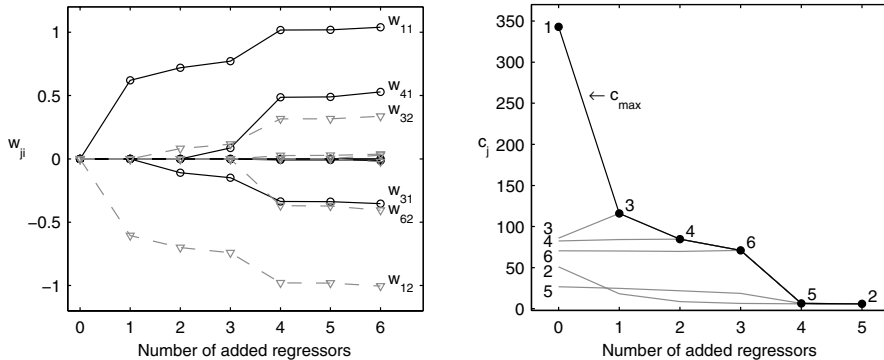 1
0.5
0
−0.5
−1
w_ji
w_11
w_41
w_32
w_31
w_62
w_12
0 1 2 3 4 5 6
Number of added regressors
350
300
250
200
150
100
50
0
c_j
1
← c_max
3
4
6
3
4
6
2
5
5
2
0 1 2 3 4 5
Number of added regressors